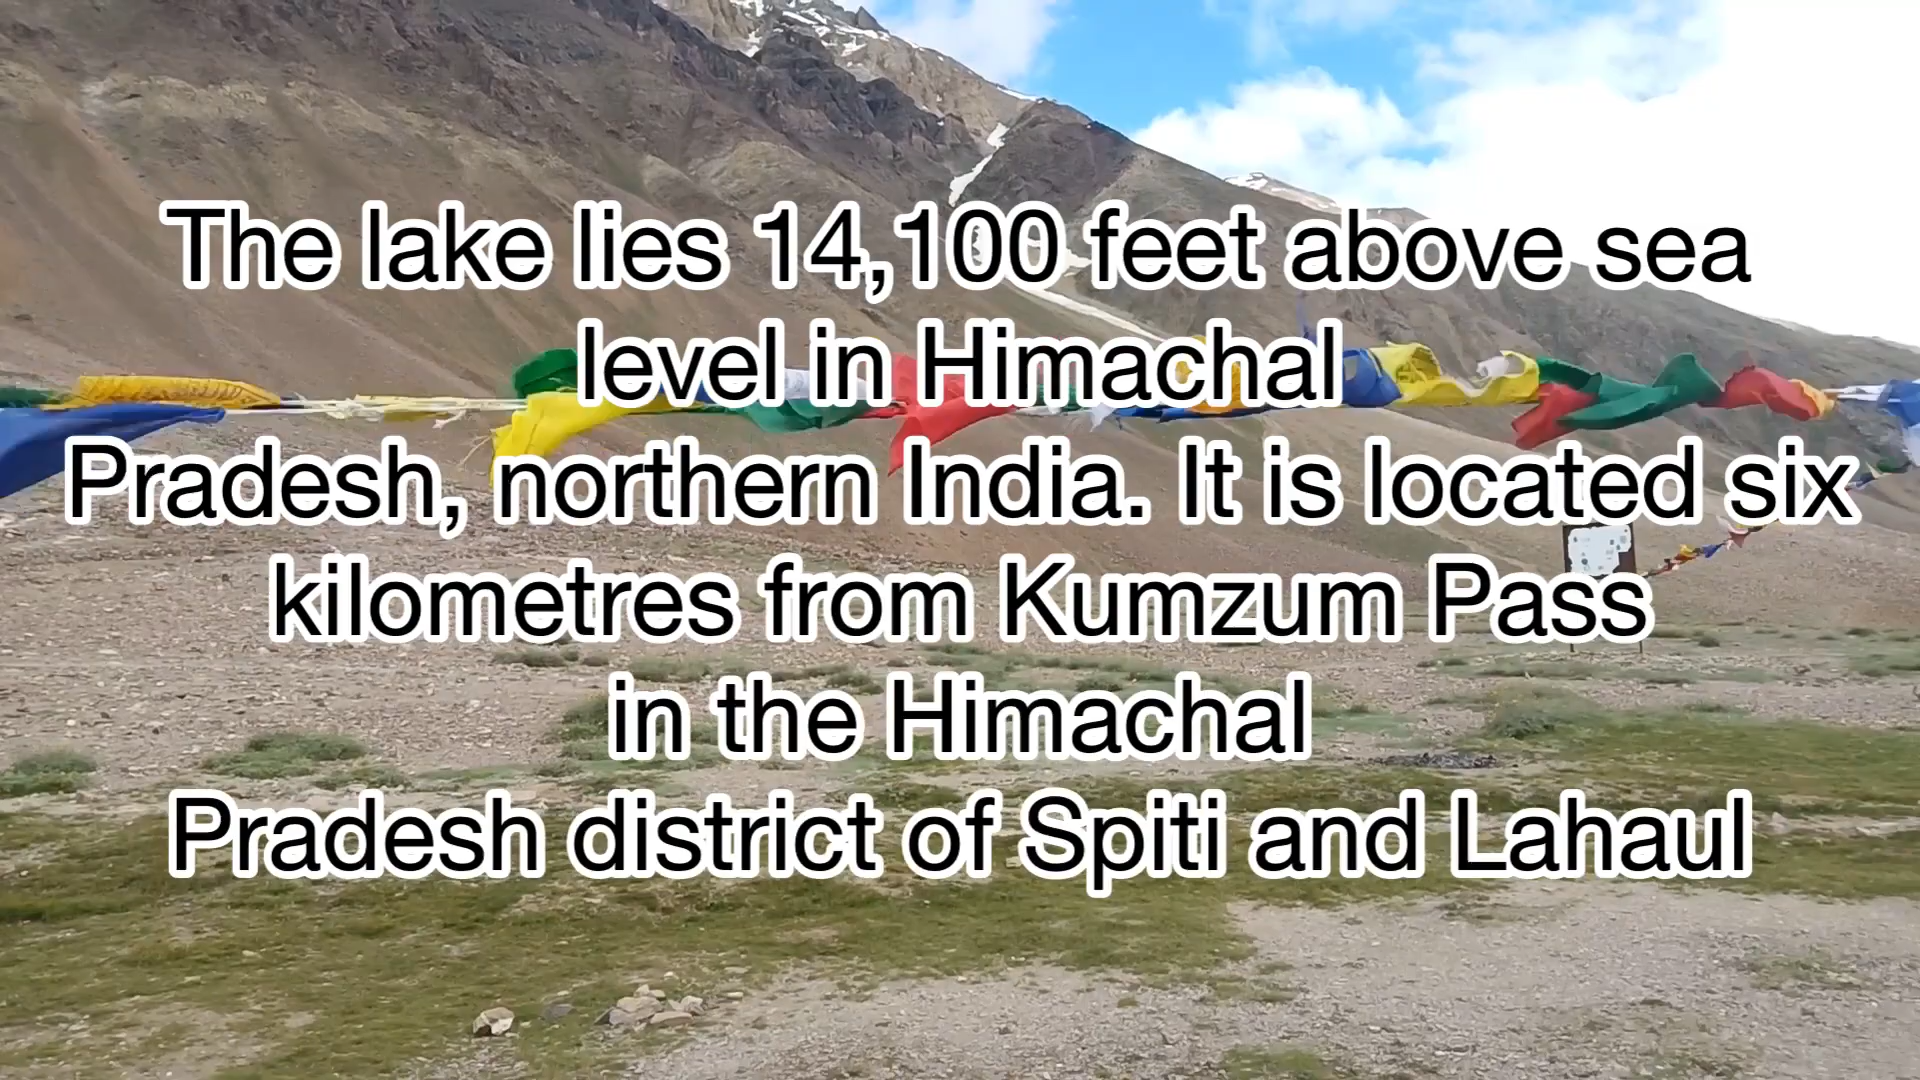 The lake lies 14,100 feet above sea
level in Himachal
Pradesh, northern India. It is located six
kilometres from Kumzum Pass
in the Himachal
Pradesh district of Spiti and Lahaul